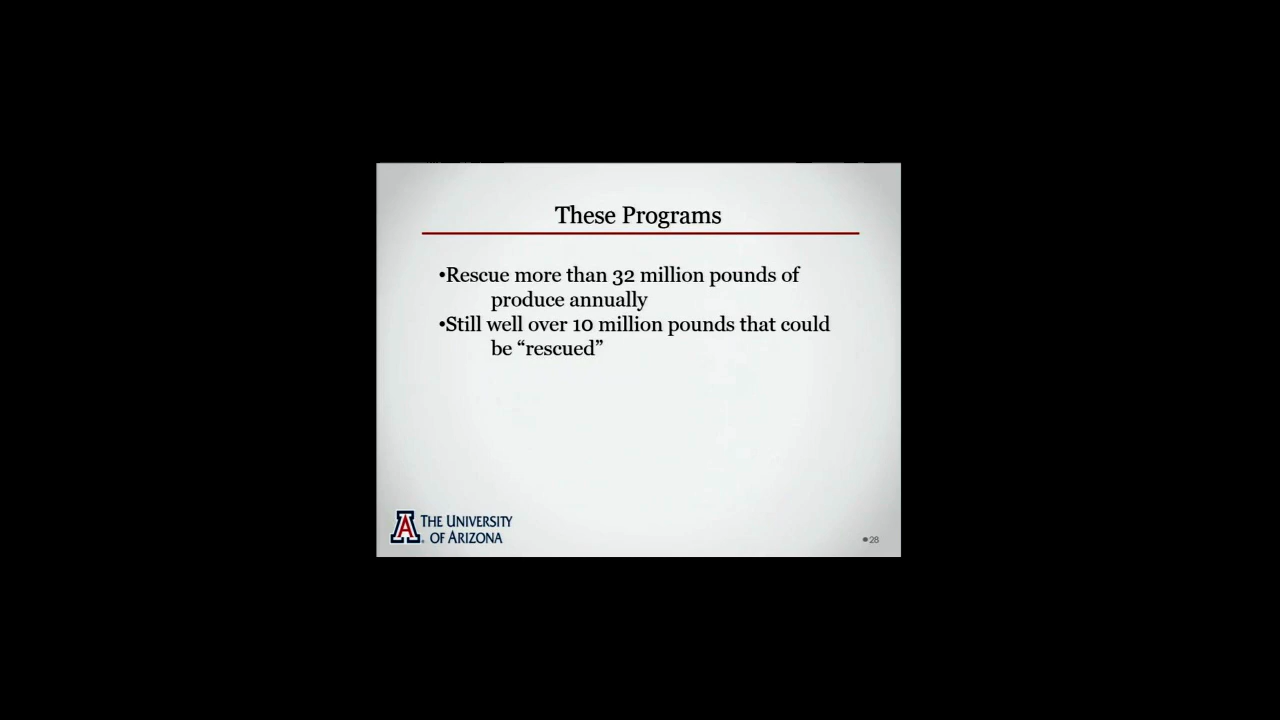 These Programs
•Rescue more than 32 million pounds of
produce annually
•Still well over 10 million pounds that could
be “rescued”
A
THE UNIVERSITY
OF ARIZONA
•28